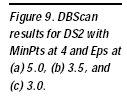 Figure 9. DBScan
results for DS2 with
MinPts at 4 and Eps at
(a) 5.0, (b) 3.5, and
(c) 3.0.